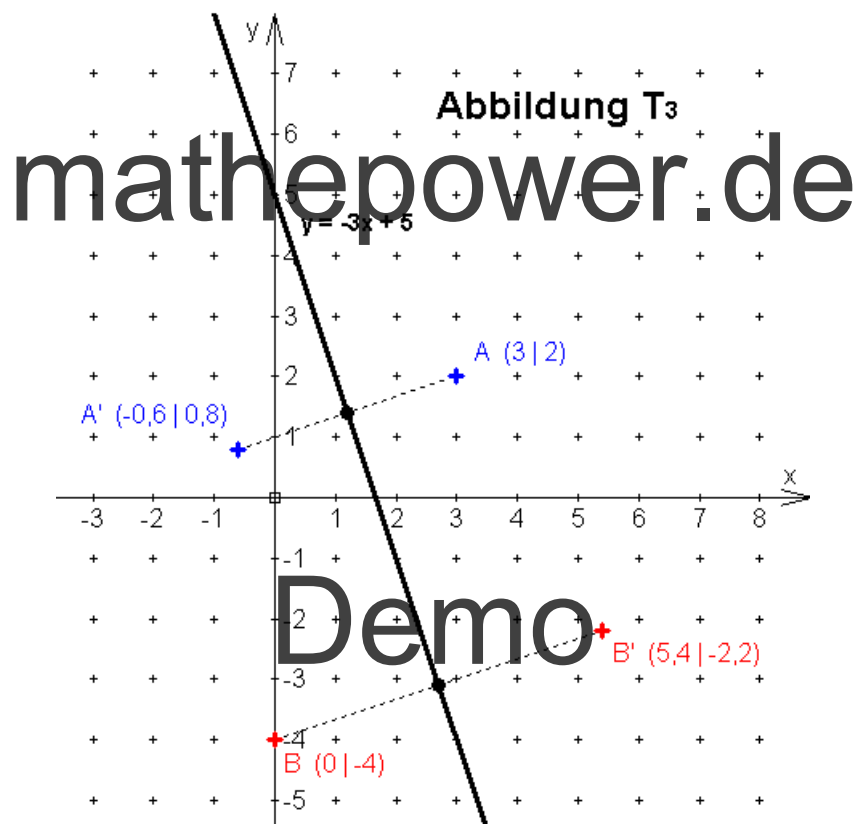 y
7
Abbildung T3
6
mathepower.de
5
y = -3x + 5
4
3
A (3|2)
2
A' (-0,6|0,8)
1
x
-3 -2 -1 1 2 3 4 5 6 7 8
-1
Demo
-2
B' (5,4|-2,2)
-3
-4
B (0|-4)
-5